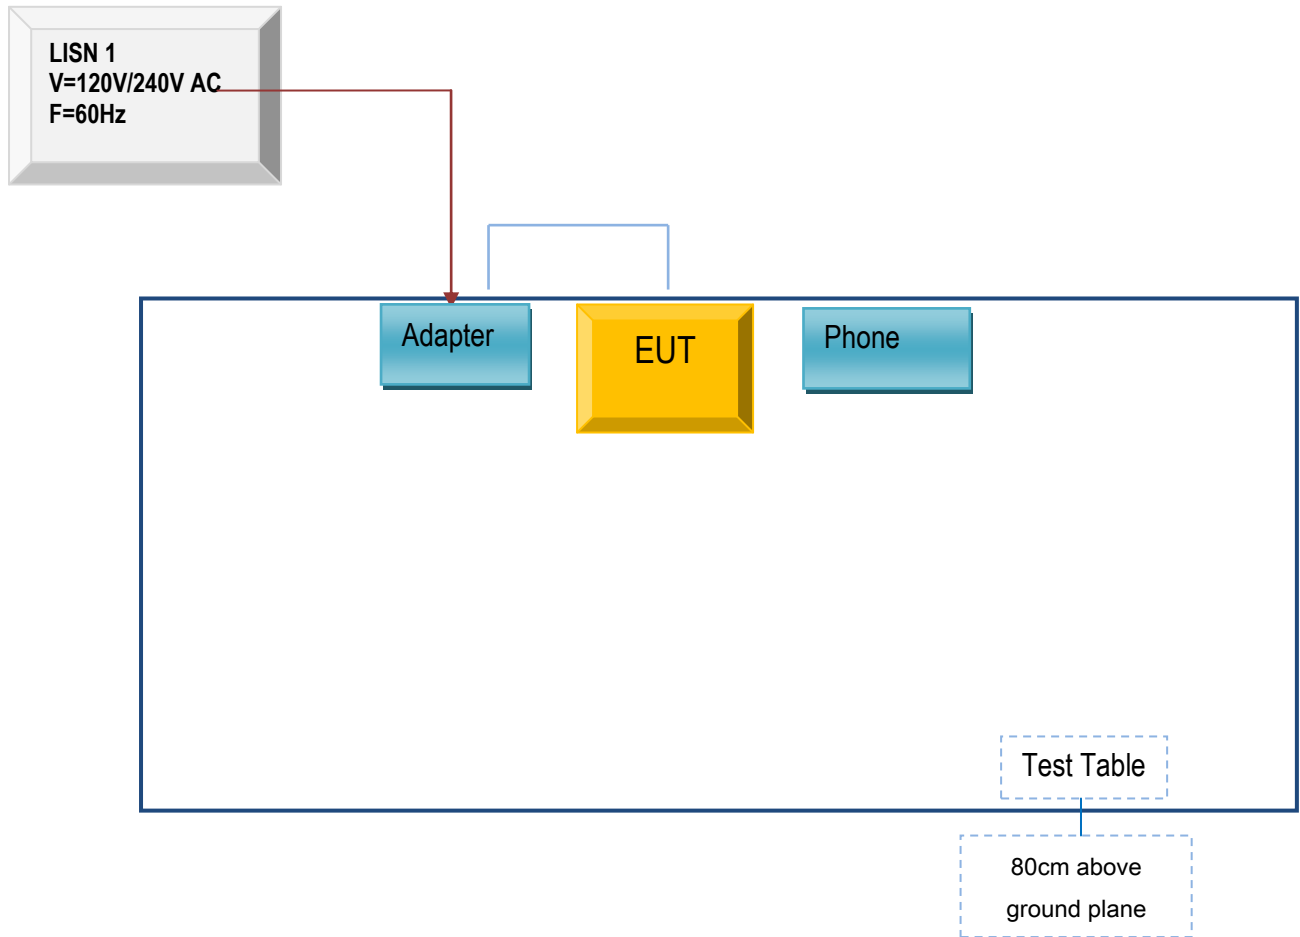 LISN 1
V=120V/240V AC
F=60Hz
Adapter
EUT
Phone
Test Table
80cm above
ground plane